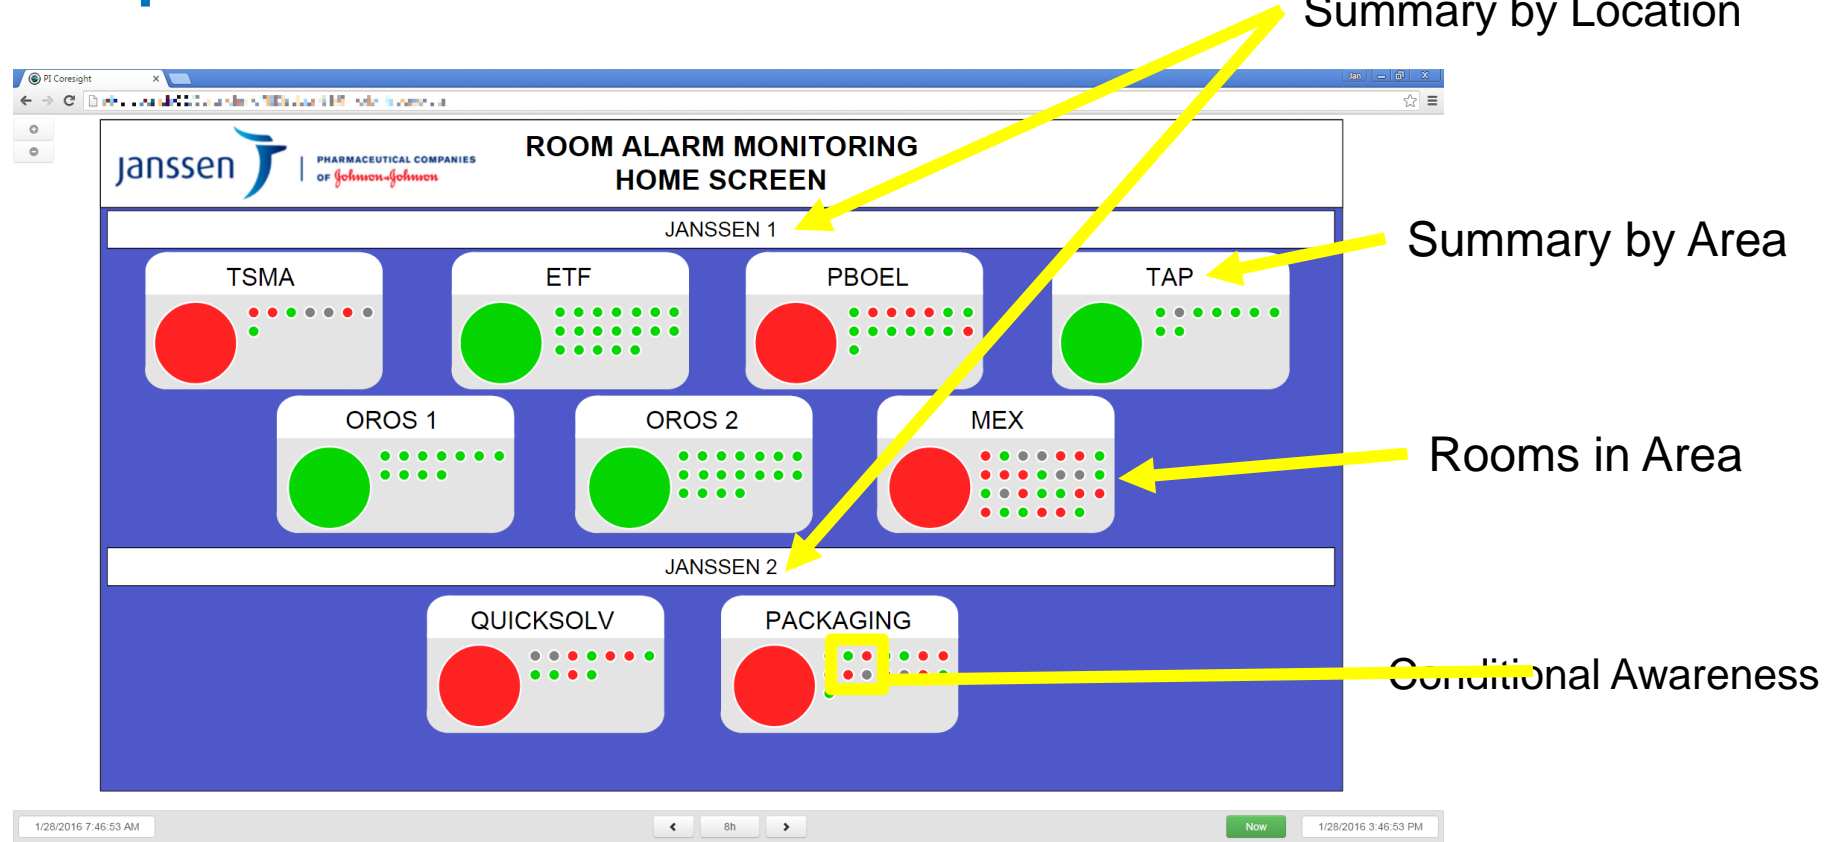 Summary by Location
PI Coresight
Jan
janssen
PHARMACEUTICAL COMPANIES
OF Johnson-Johnson
ROOM ALARM MONITORING
HOME SCREEN
JANSSEN 1
Summary by Area
TSMA
ETF
PBOEL
TAP
OROS 1
OROS 2
MEX
Rooms in Area
JANSSEN 2
QUICKSOLV
PACKAGING
Conditional Awareness
1/28/2016 7:46:53 AM
8h
Now
1/28/2016 3:46:53 PM